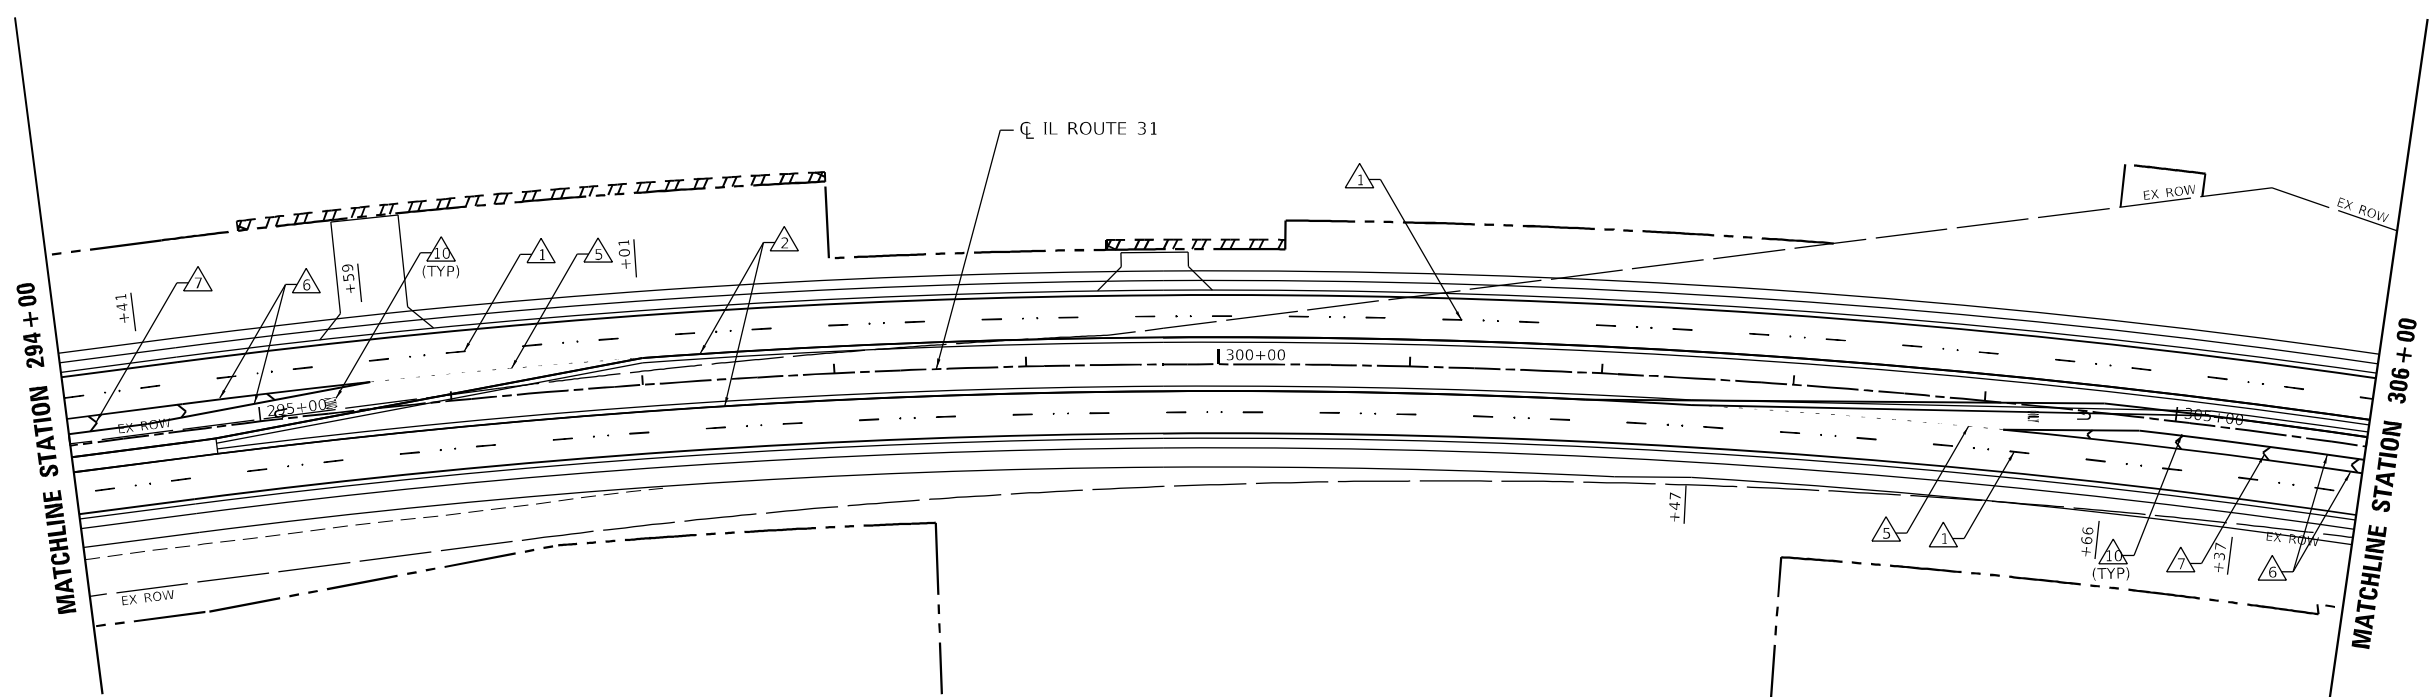 ℄ IL ROUTE 31
1
EX ROW
EX ROW
7
6
+59
10
(TYP)
1
5
+01
2
+41
MATCHLINE STATION 294+00
EX ROW
295+00
300+00
305+00
MATCHLINE STATION 306+00
+47
5
1
+66
10
(TYP)
7
+37
6
EX ROW
EX ROW